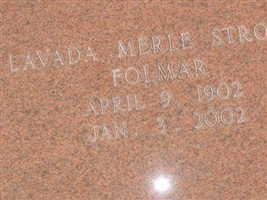 LAVADA MERLE STRO
FOLMAR
APRIL 9 1902
JAN. 3, 2002